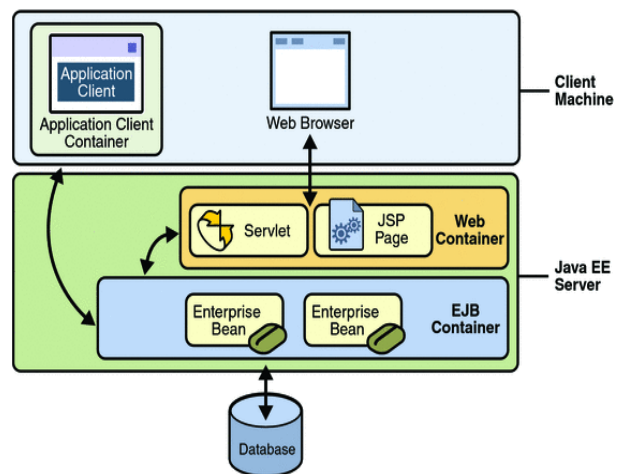 Application
Client
Application Client
Container
Web Browser
Client
Machine
Servlet
JSP
Page
Web
Container
Java EE
Server
Enterprise
Bean
Enterprise
Bean
EJB
Container
Database